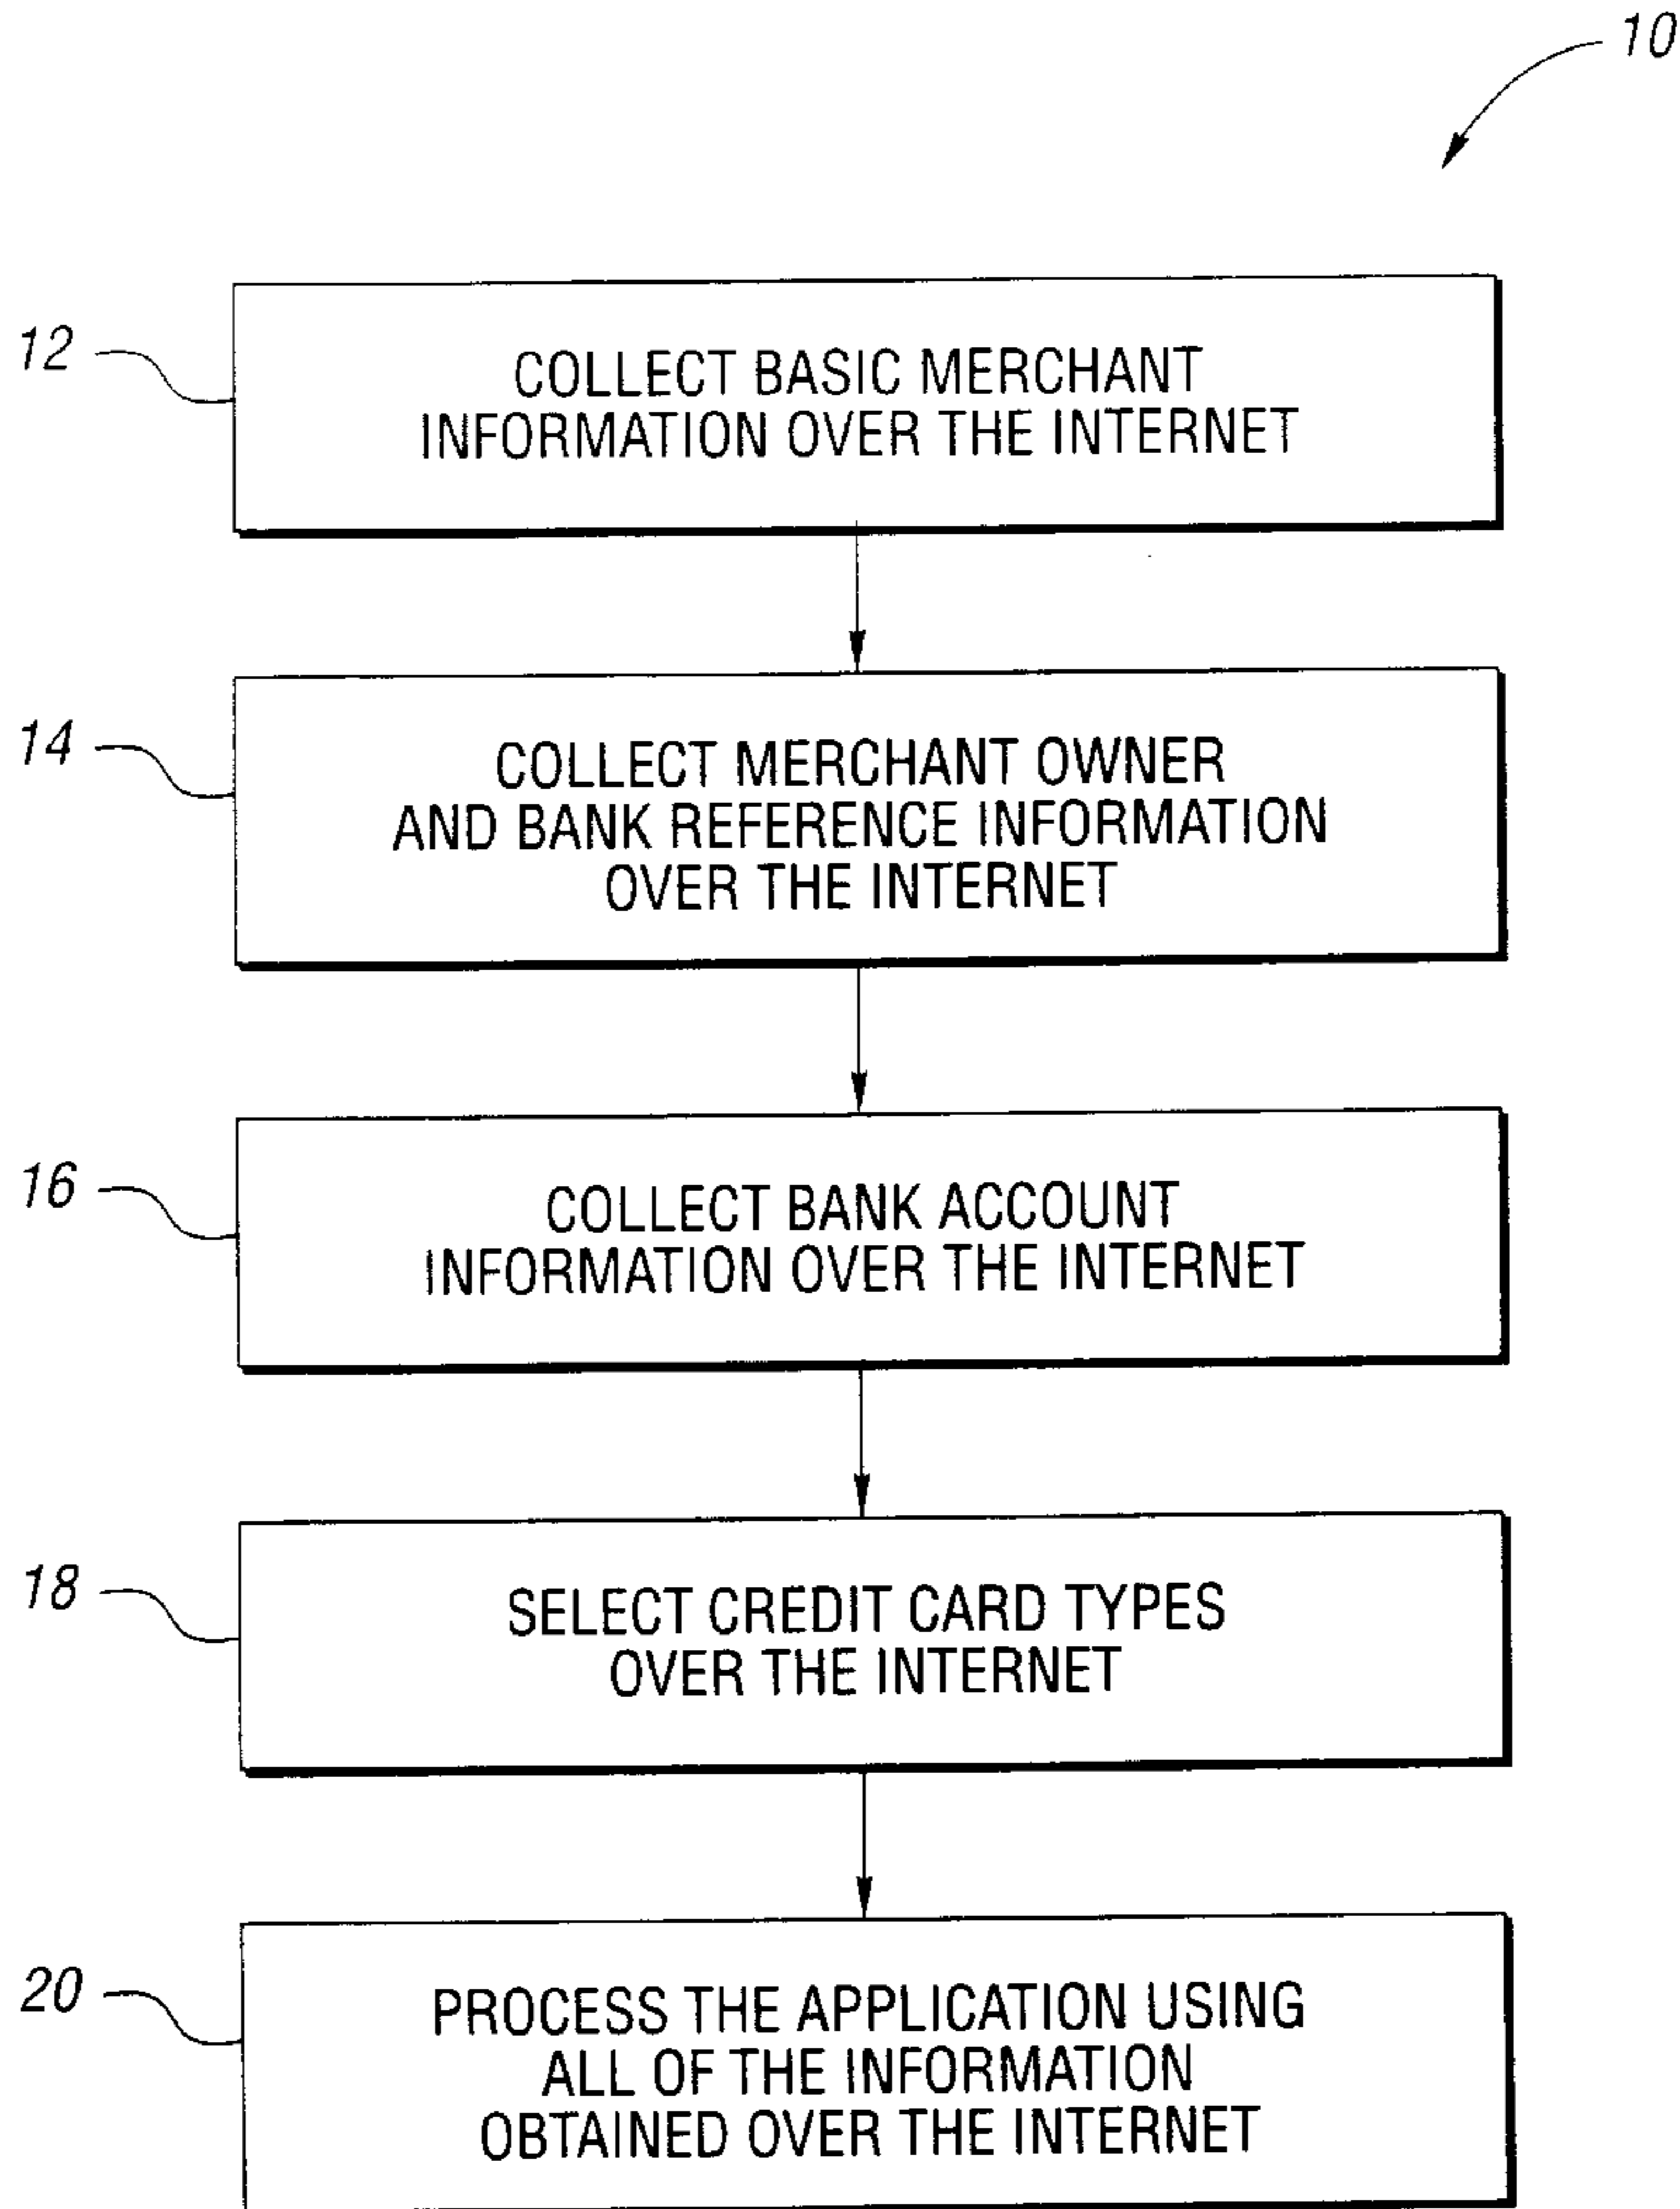 10
12
COLLECT BASIC MERCHANT
INFORMATION OVER THE INTERNET
14
COLLECT MERCHANT OWNER
AND BANK REFERENCE INFORMATION
OVER THE INTERNET
16
COLLECT BANK ACCOUNT
INFORMATION OVER THE INTERNET
18
SELECT CREDIT CARD TYPES
OVER THE INTERNET
20
PROCESS THE APPLICATION USING
ALL OF THE INFORMATION
OBTAINED OVER THE INTERNET